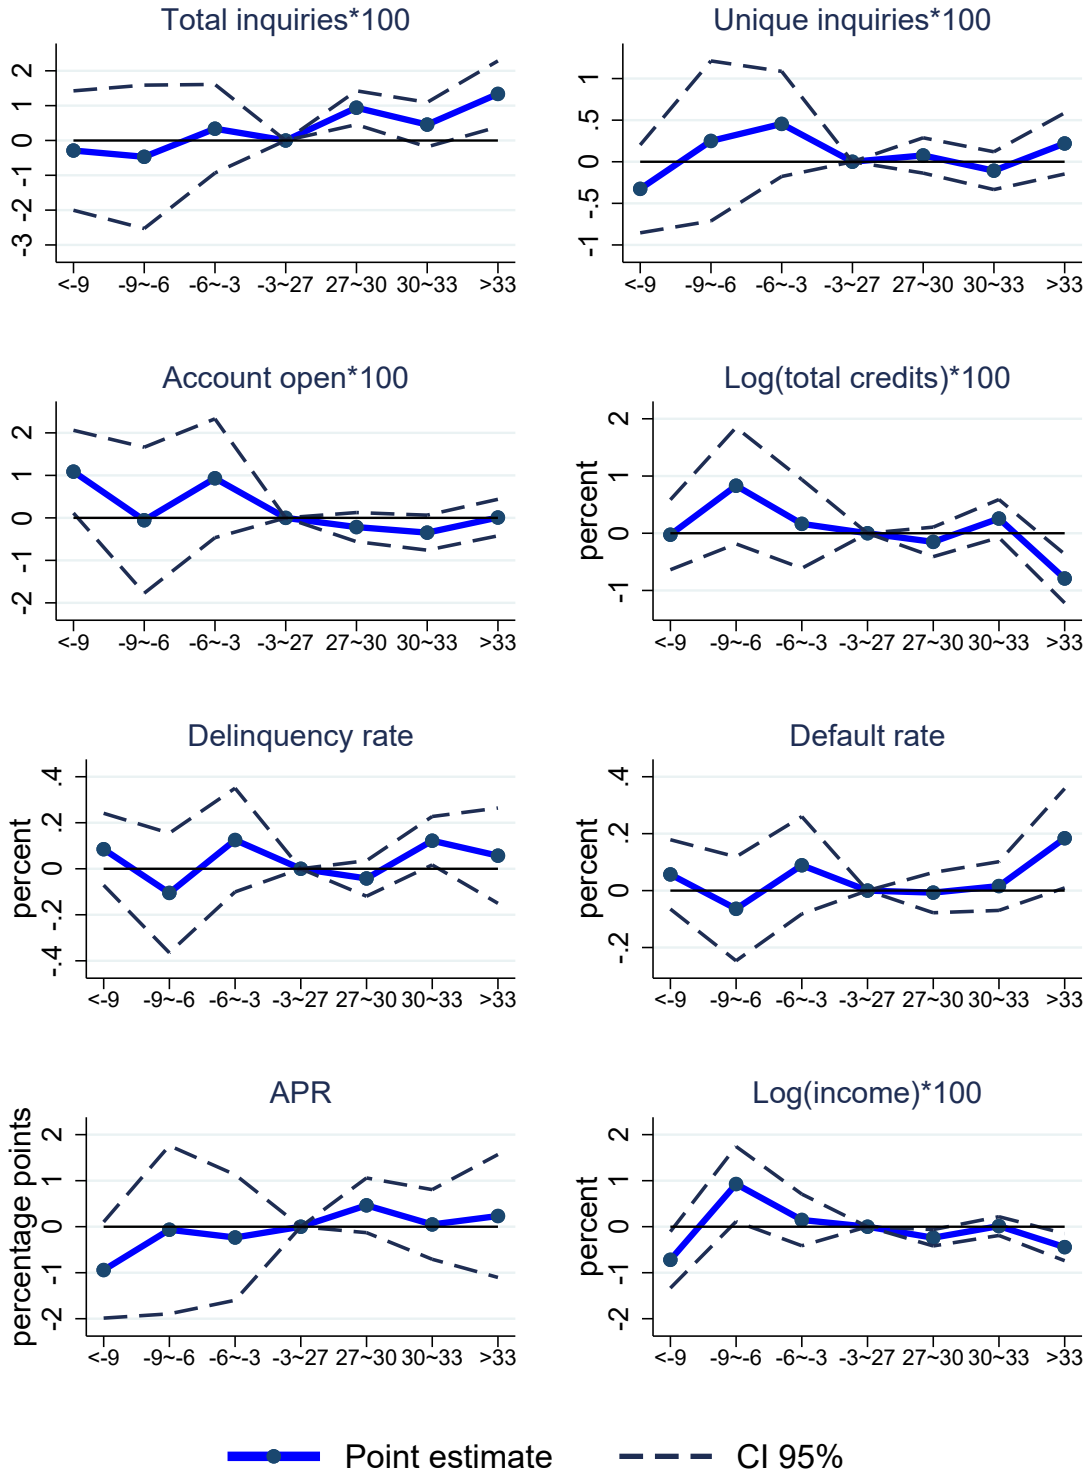 Total inquiries*100
2
1
0
-1
-2
-3
<-9 -9~-6 -6~-3 -3~27 27~30 30~33 >33
Unique inquiries*100
1
.5
0
-.5
-1
<-9 -9~-6 -6~-3 -3~27 27~30 30~33 >33
Account open*100
2
1
0
-1
-2
<-9 -9~-6 -6~-3 -3~27 27~30 30~33 >33
Log(total credits)*100
percent
2
1
0
-1
<-9 -9~-6 -6~-3 -3~27 27~30 30~33 >33
Delinquency rate
percent
.4
.2
0
-.2
-.4
<-9 -9~-6 -6~-3 -3~27 27~30 30~33 >33
Default rate
percent
.4
.2
0
-.2
<-9 -9~-6 -6~-3 -3~27 27~30 30~33 >33
APR
percentage points
2
1
0
-1
-2
<-9 -9~-6 -6~-3 -3~27 27~30 30~33 >33
Log(income)*100
percent
2
1
0
-1
-2
<-9 -9~-6 -6~-3 -3~27 27~30 30~33 >33
Point estimate CI 95%